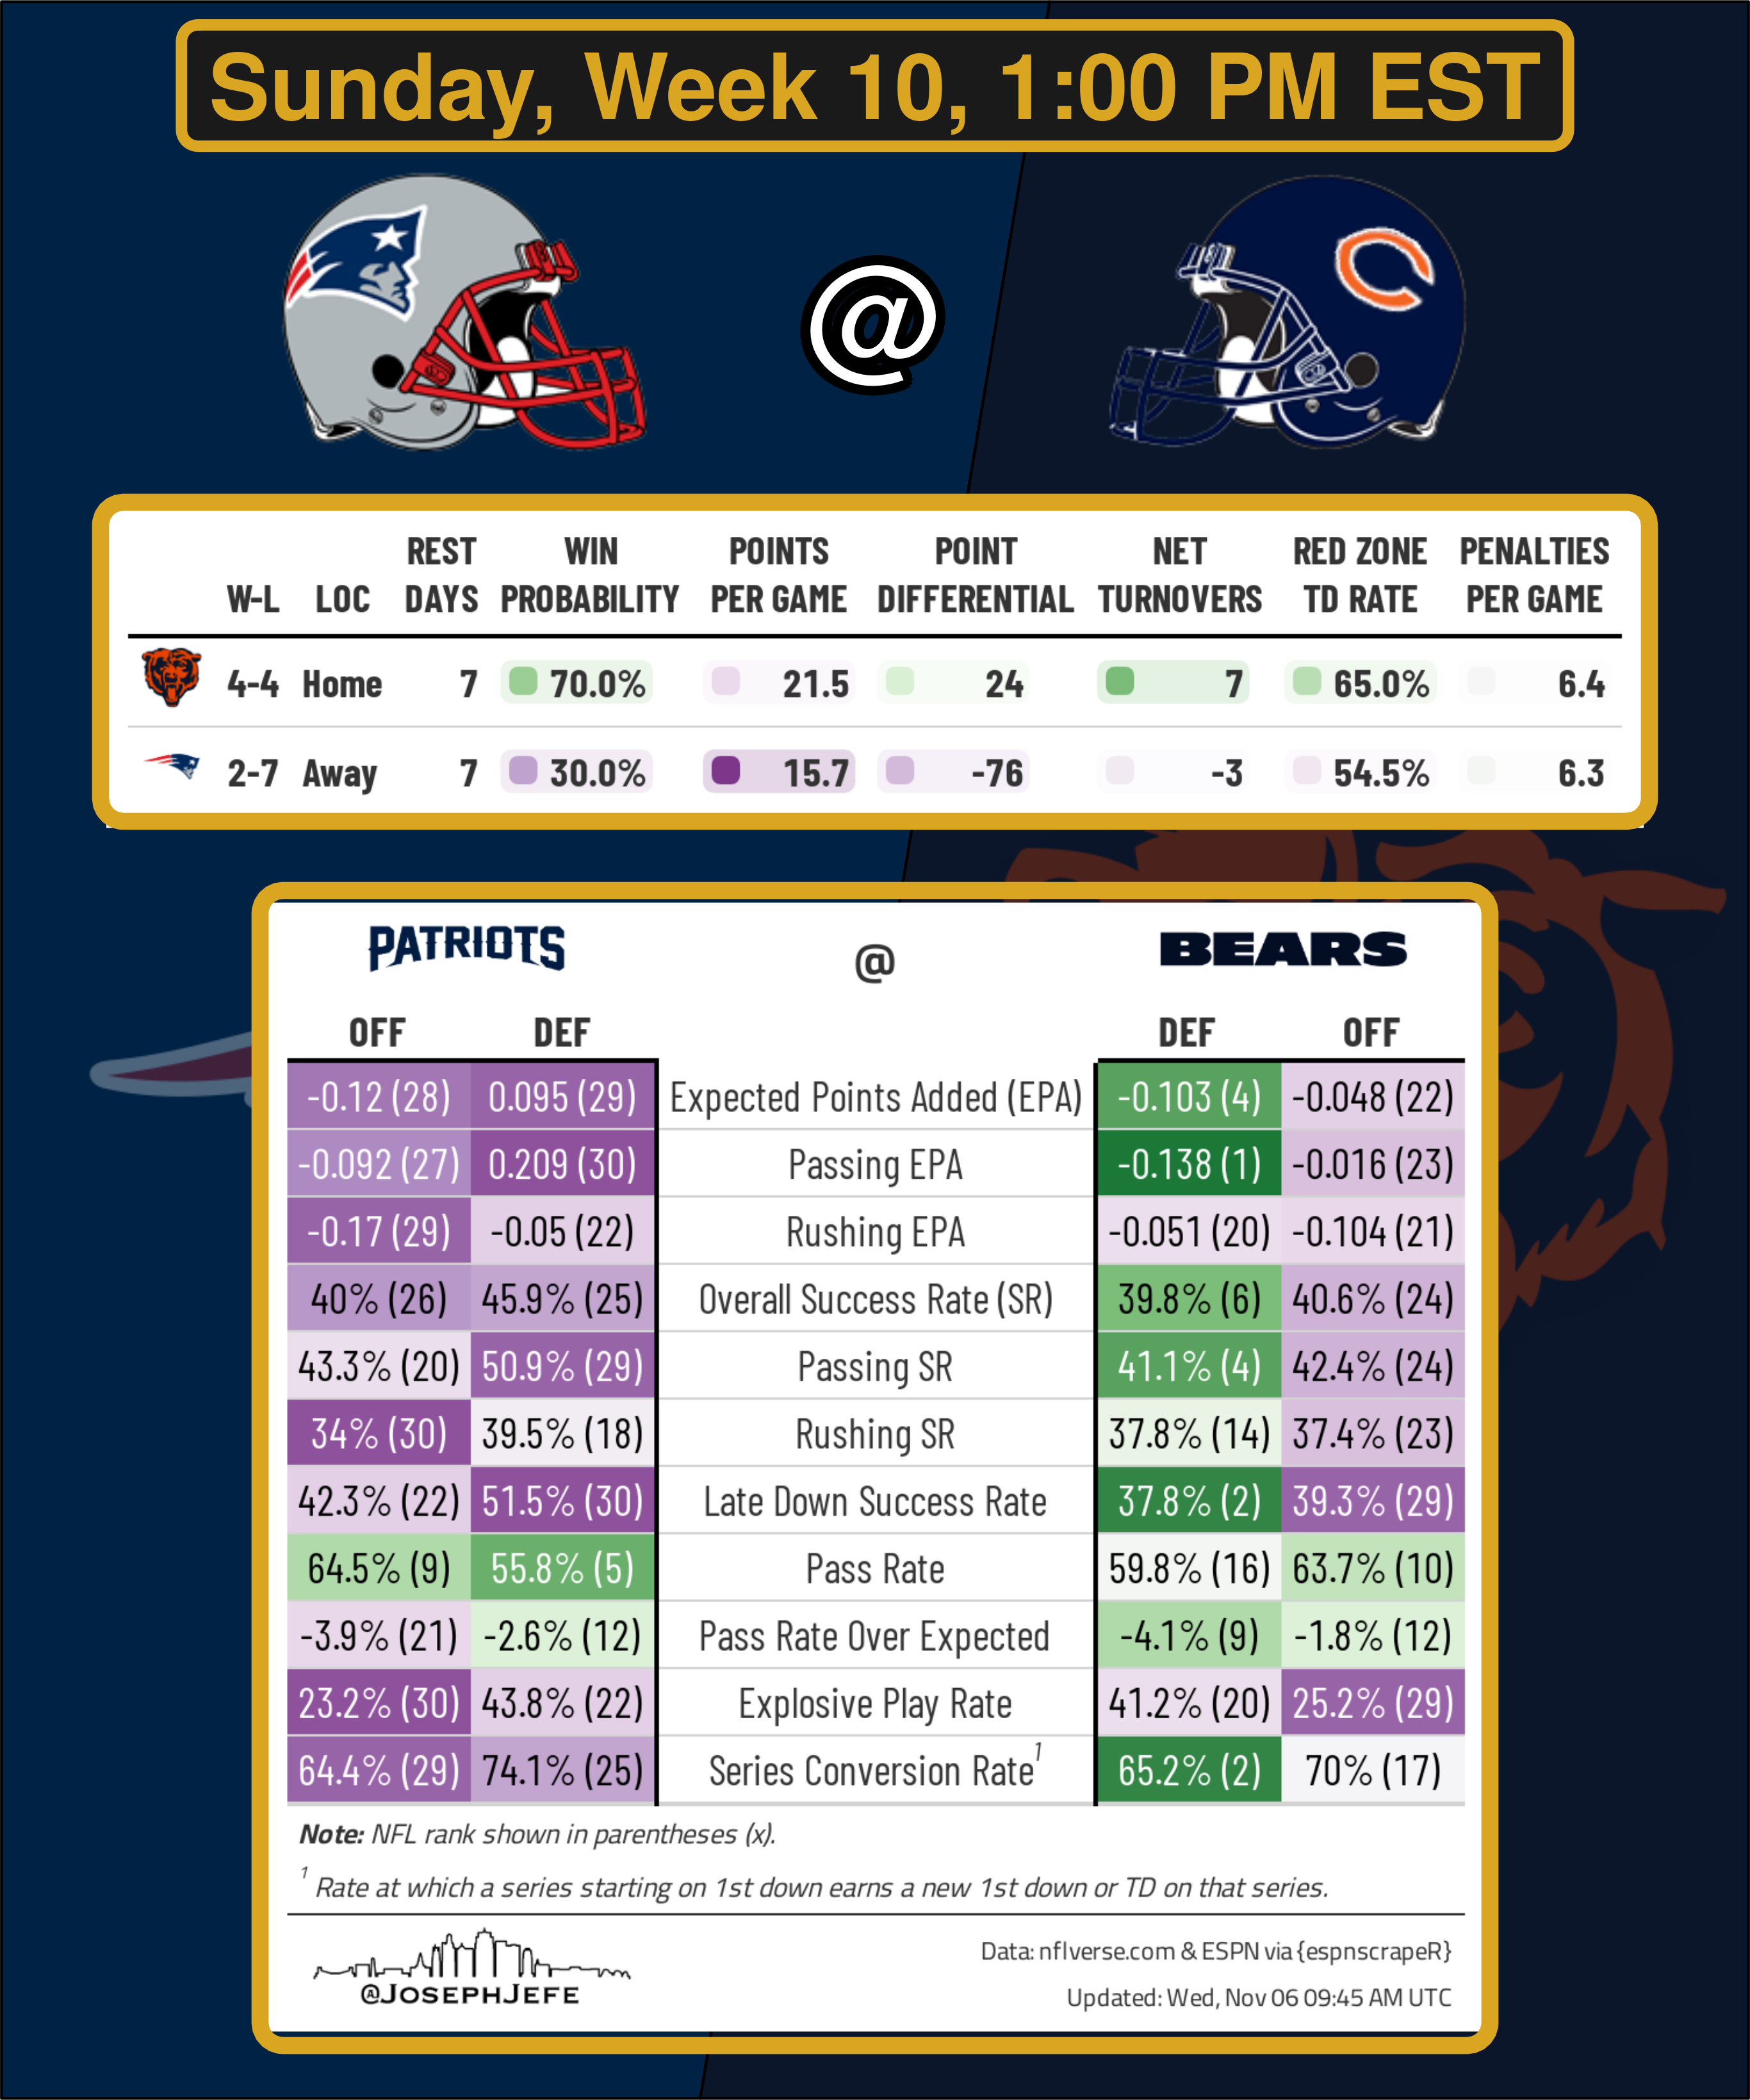 Sunday, Week 10, 1:00 PM EST
@
W-L LOC REST DAYS WIN PROBABILITY POINTS PER GAME POINT DIFFERENTIAL NET TURNOVERS RED ZONE TD RATE PENALTIES PER GAME
4-4 Home 7 70.0% 21.5 24 7 65.0% 6.4
2-7 Away 7 30.0% 15.7 -76 -3 54.5% 6.3
PATRIOTS @ BEARS
OFF DEF DEF OFF
-0.12 (28) 0.095 (29) Expected Points Added (EPA) -0.103 (4) -0.048 (22)
-0.092 (27) 0.209 (30) Passing EPA -0.138 (1) -0.016 (23)
-0.17 (29) -0.05 (22) Rushing EPA -0.051 (20) -0.104 (21)
40% (26) 45.9% (25) Overall Success Rate (SR) 39.8% (6) 40.6% (24)
43.3% (20) 50.9% (29) Passing SR 41.1% (4) 42.4% (24)
34% (30) 39.5% (18) Rushing SR 37.8% (14) 37.4% (23)
42.3% (22) 51.5% (30) Late Down Success Rate 37.8% (2) 39.3% (29)
64.5% (9) 55.8% (5) Pass Rate 59.8% (16) 63.7% (10)
-3.9% (21) -2.6% (12) Pass Rate Over Expected -4.1% (9) -1.8% (12)
23.2% (30) 43.8% (22) Explosive Play Rate 41.2% (20) 25.2% (29)
64.4% (29) 74.1% (25) Series Conversion Rate¹ 65.2% (2) 70% (17)
Note: NFL rank shown in parentheses (x).
¹ Rate at which a series starting on 1st down earns a new 1st down or TD on that series.
@JOSEPHJEFE
Data: nflverse.com & ESPN via {espnscrapeR}
Updated: Wed, Nov 06 09:45 AM UTC